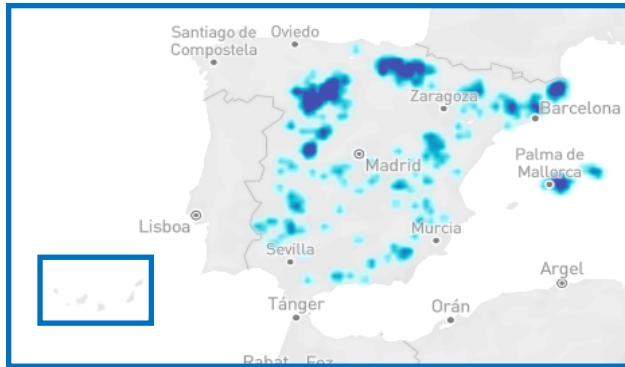 Santiago de
Compostela
Oviedo
Zaragoza
Barcelona
Madrid
Palma de
Mallorca
Lisboa
Murcia
Sevilla
Argel
Tánger
Orán
Rabat
Fez